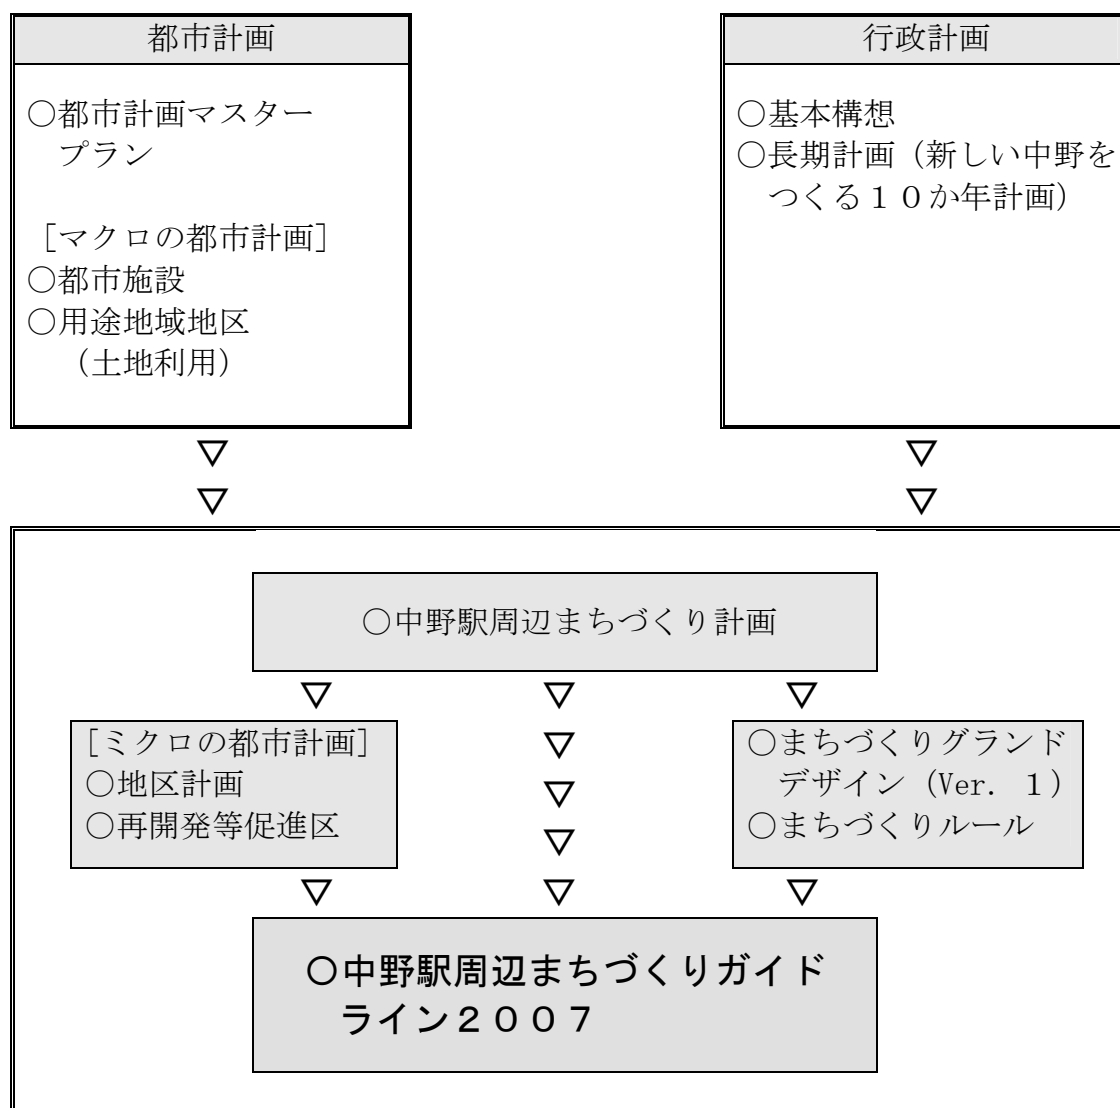 都市計画
○都市計画マスター
プラン
[マクロの都市計画]
○都市施設
○用途地域地区
（土地利用）
行政計画
○基本構想
○長期計画（新しい中野を
つくる１０か年計画）
▽ ▽
▽ ▽
○中野駅周辺まちづくり計画
▽ ▽ ▽
[ミクロの都市計画]
○地区計画
○再開発等促進区
▽
▽
▽
○まちづくりグランド
デザイン（Ver. １）
○まちづくりルール
▽ ▽ ▽
○中野駅周辺まちづくりガイド
ライン２００７